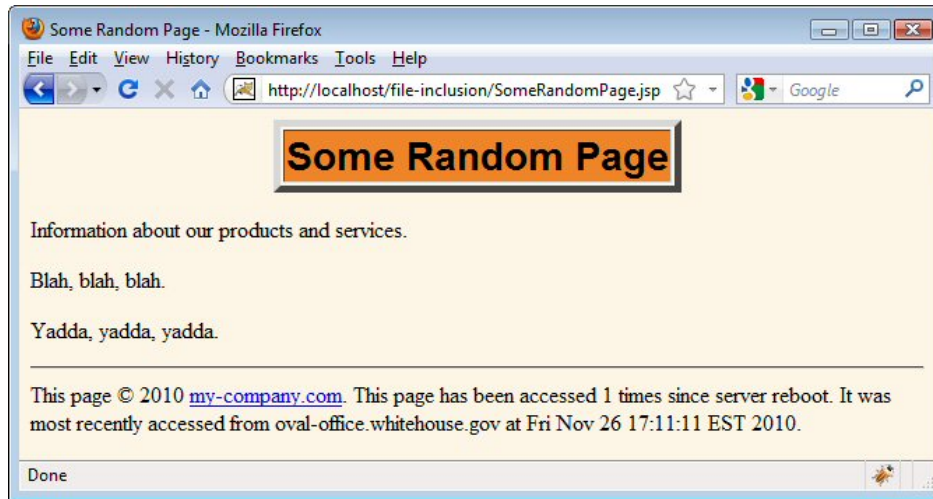 Some Random Page - Mozilla Firefox
File Edit View History Bookmarks Tools Help
http://localhost/file-inclusion/SomeRandomPage.jsp Google
Some Random Page
Information about our products and services.
Blah, blah, blah.
Yadda, yadda, yadda.
This page © 2010 my-company.com. This page has been accessed 1 times since server reboot. It was
most recently accessed from oval-office.whitehouse.gov at Fri Nov 26 17:11:11 EST 2010.
Done